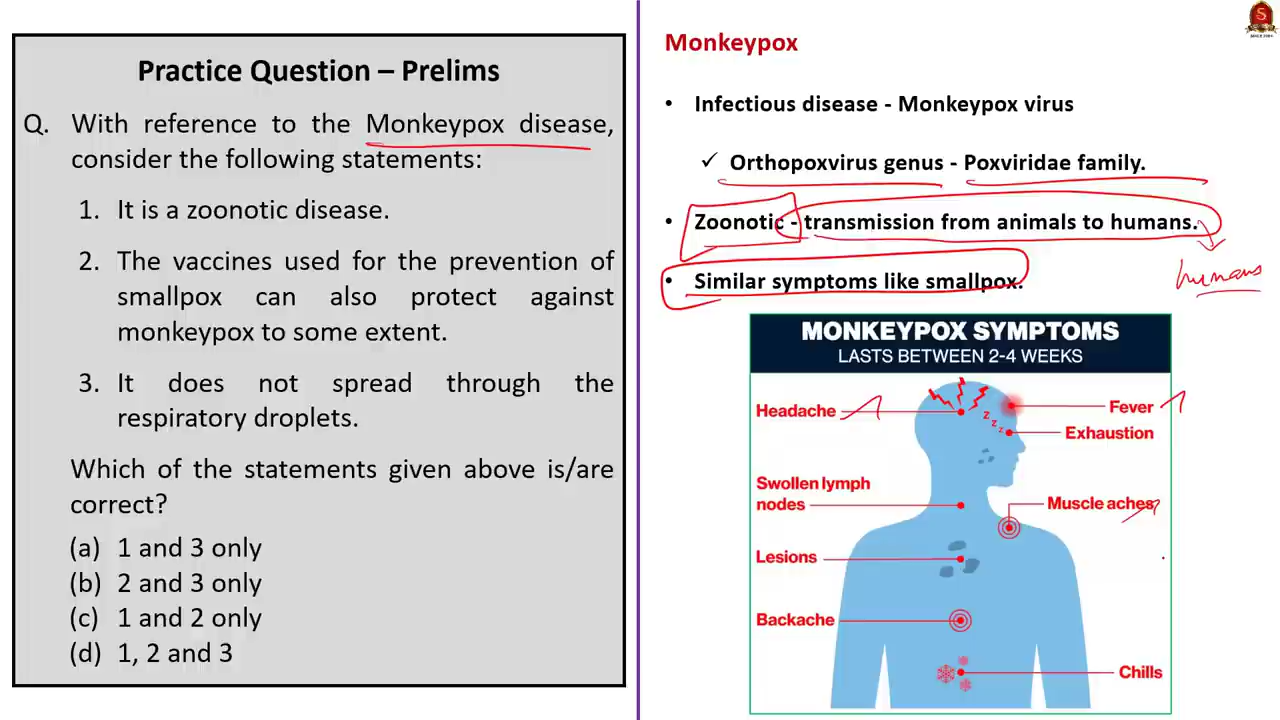 Practice Question – Prelims
Q. With reference to the Monkeypox disease,
consider the following statements:
1. It is a zoonotic disease.
2. The vaccines used for the prevention of
smallpox can also protect against
monkeypox to some extent.
3. It does not spread through the
respiratory droplets.
Which of the statements given above is/are
correct?
(a) 1 and 3 only
(b) 2 and 3 only
(c) 1 and 2 only
(d) 1, 2 and 3
Monkeypox
• Infectious disease - Monkeypox virus
✓ Orthopoxvirus genus - Poxviridae family.
• Zoonotic - transmission from animals to humans.
humans
• Similar symptoms like smallpox.
MONKEYPOX SYMPTOMS
LASTS BETWEEN 2-4 WEEKS
Headache
Fever
z z z
Exhaustion
Swollen lymph
nodes
Muscle aches
Lesions
Backache
Chills
S